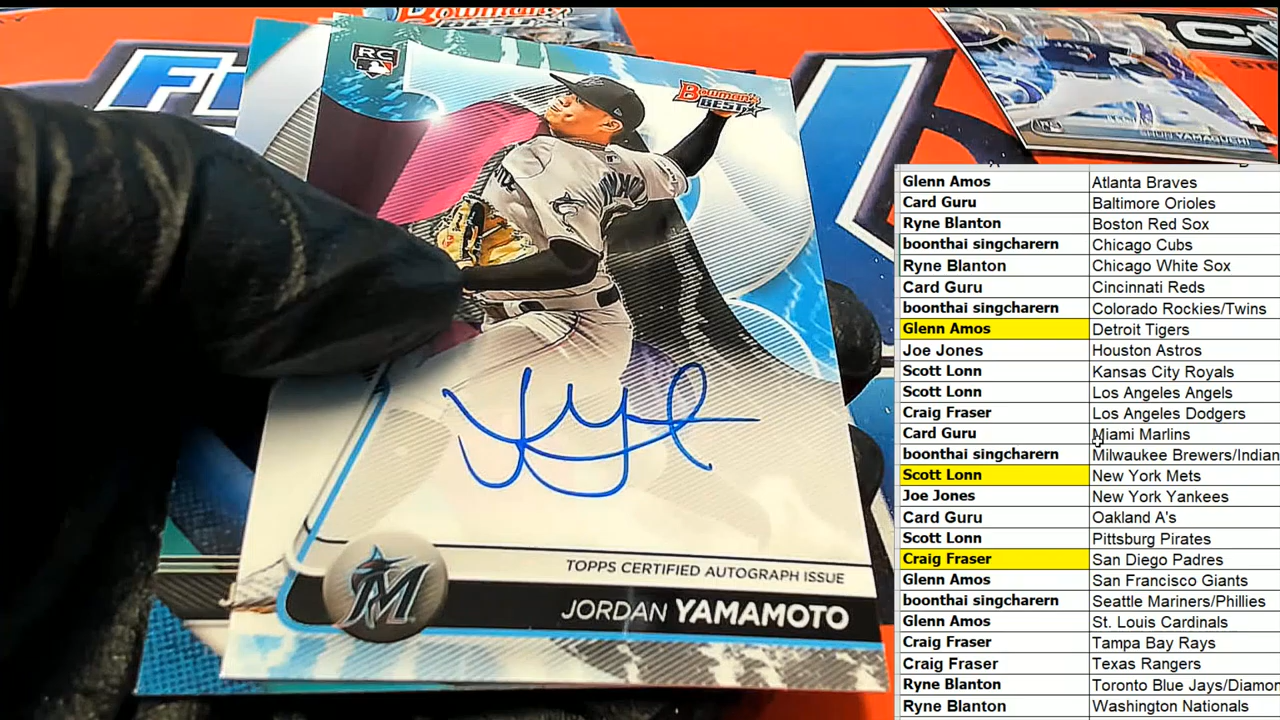 RC
Bowman's
BEST
TOPPS CERTIFIED AUTOGRAPH ISSUE
JORDAN YAMAMOTO
M
YAMAGUCHI
Glenn Amos Atlanta Braves
Card Guru Baltimore Orioles
Ryne Blanton Boston Red Sox
boonthai singcharern Chicago Cubs
Ryne Blanton Chicago White Sox
Card Guru Cincinnati Reds
boonthai singcharern Colorado Rockies/Twins
Glenn Amos Detroit Tigers
Joe Jones Houston Astros
Scott Lonn Kansas City Royals
Scott Lonn Los Angeles Angels
Craig Fraser Los Angeles Dodgers
Card Guru Miami Marlins
boonthai singcharern Milwaukee Brewers/Indian
Scott Lonn New York Mets
Joe Jones New York Yankees
Card Guru Oakland A's
Scott Lonn Pittsburg Pirates
Craig Fraser San Diego Padres
Glenn Amos San Francisco Giants
boonthai singcharern Seattle Mariners/Phillies
Glenn Amos St. Louis Cardinals
Craig Fraser Tampa Bay Rays
Craig Fraser Texas Rangers
Ryne Blanton Toronto Blue Jays/Diamon
Ryne Blanton Washington Nationals